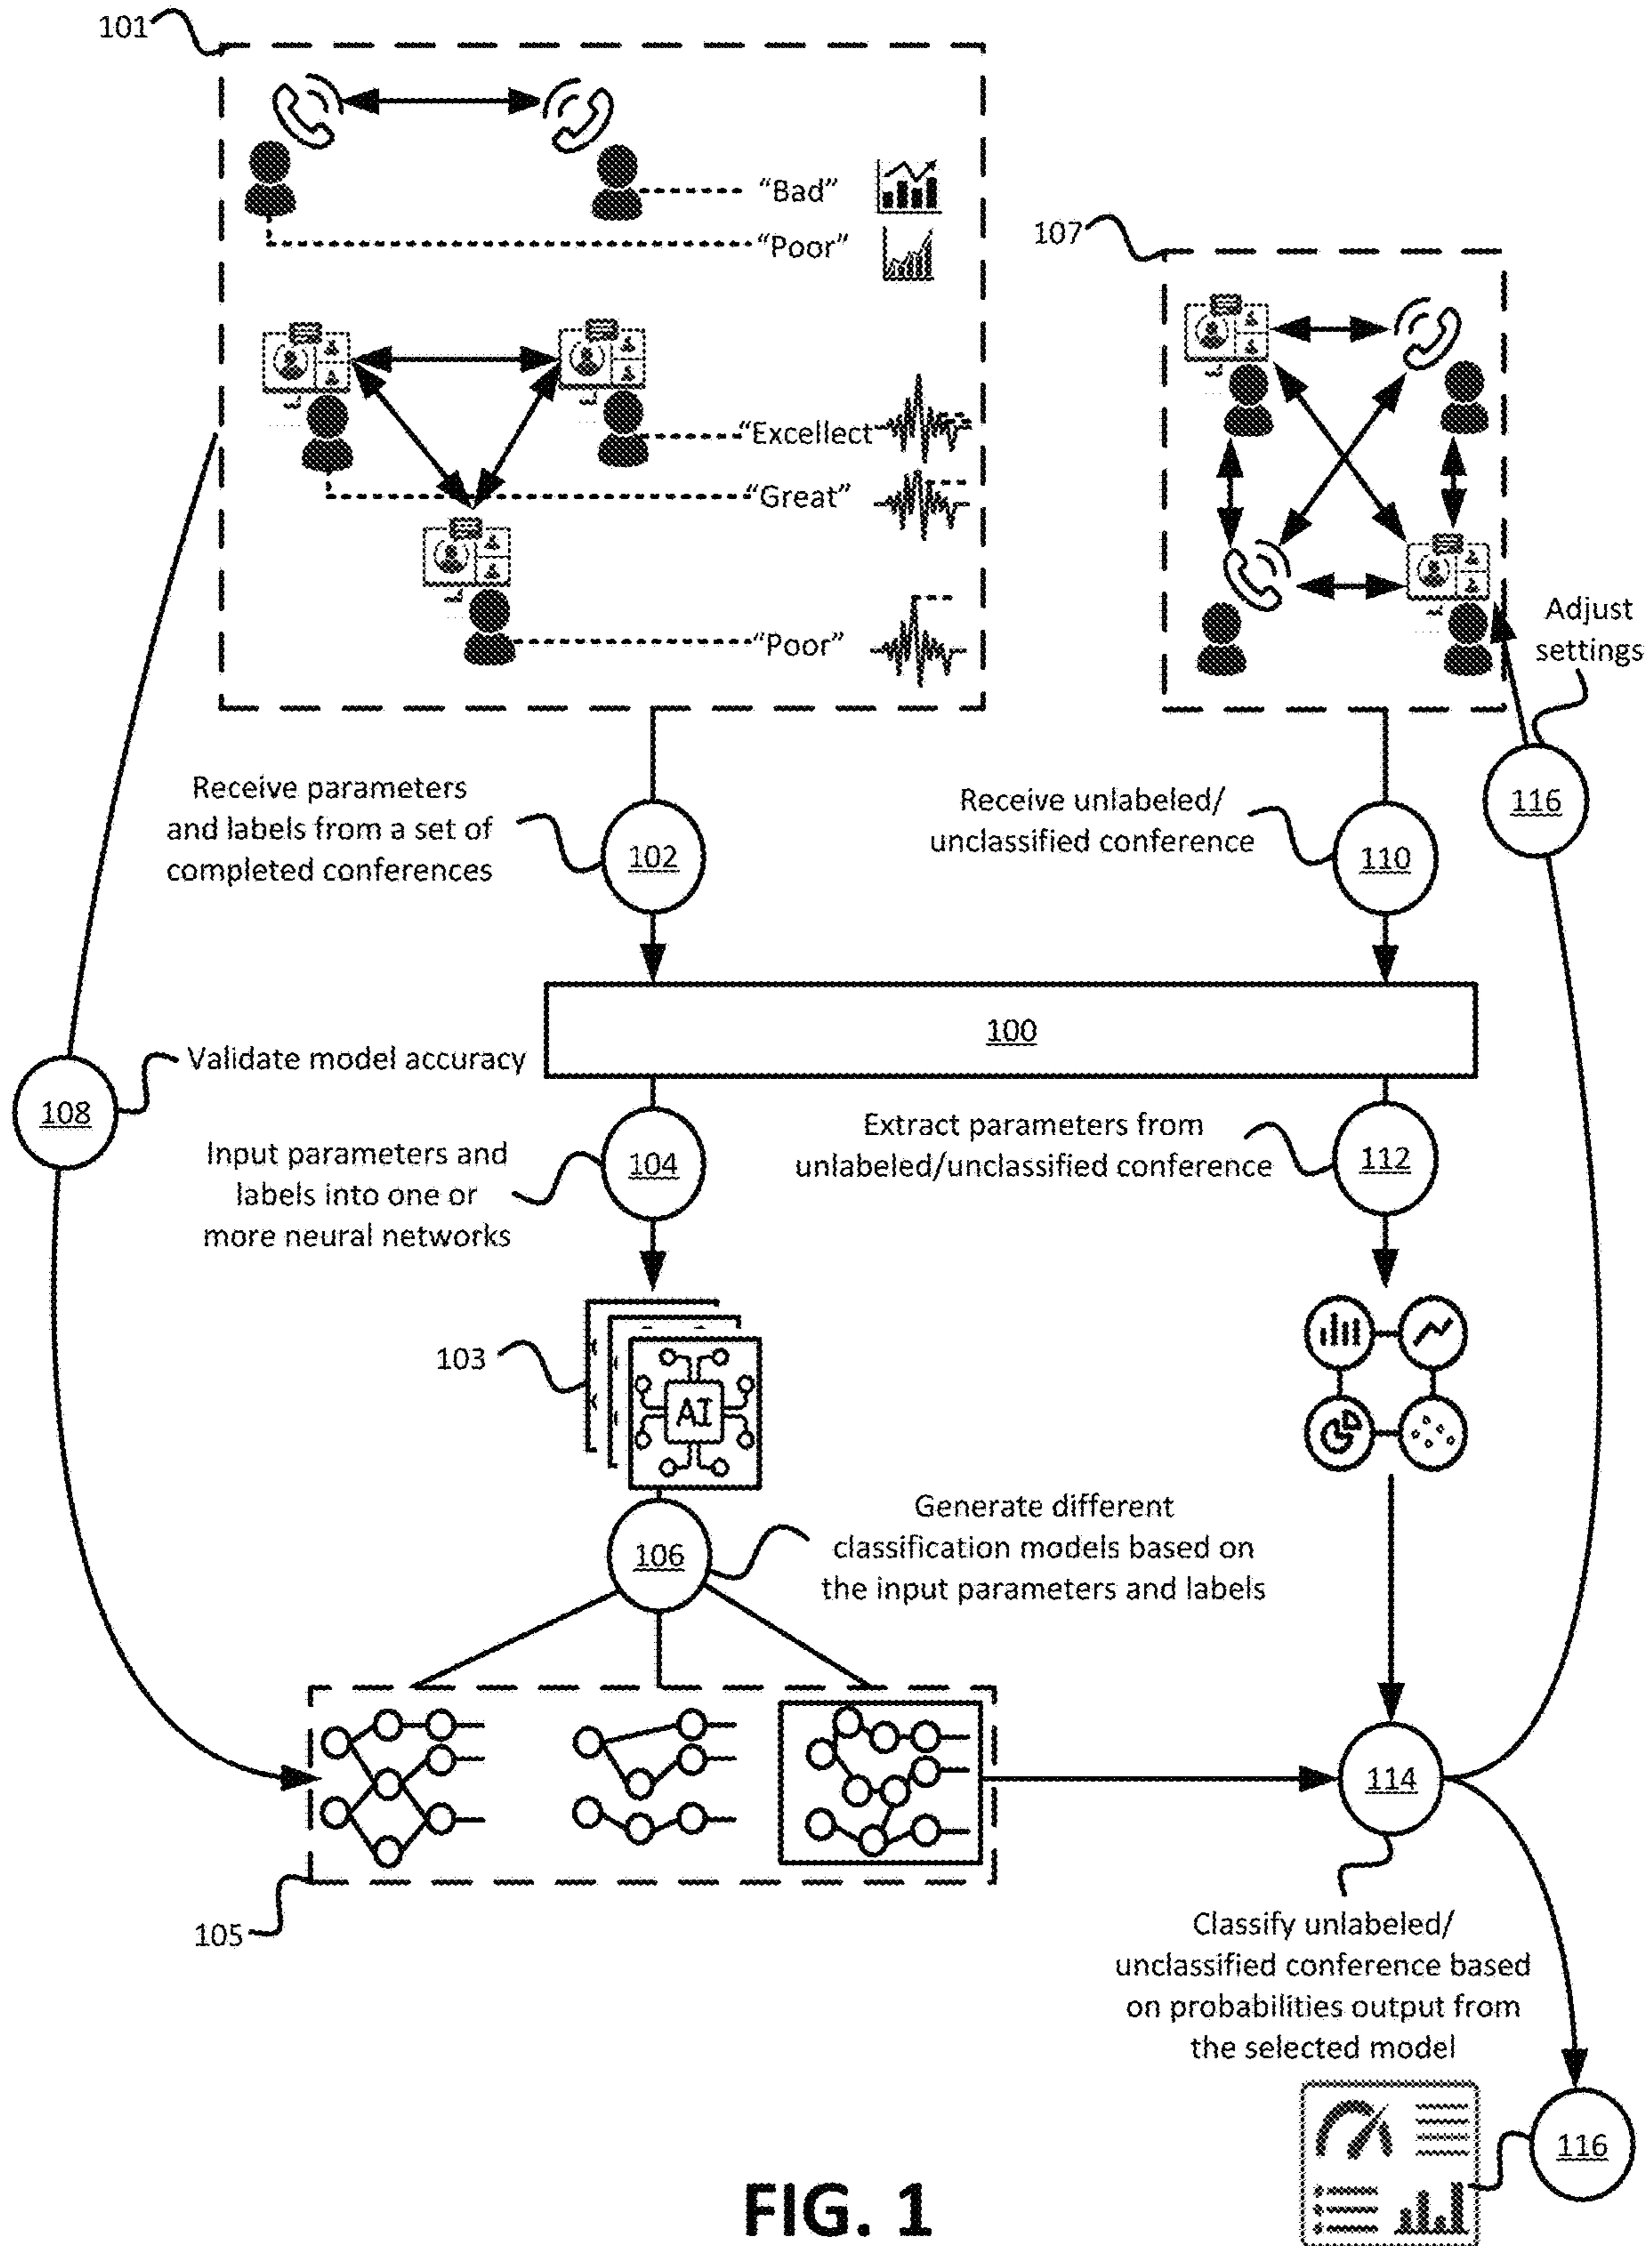 101
“Bad”
“Poor”
107
“Excellect
“Great”
“Poor”
Adjust
settings
116
Receive parameters
and labels from a set of
completed conferences
102
Receive unlabeled/
unclassified conference
110
100
Validate model accuracy
108
Input parameters and
labels into one or
more neural networks
104
Extract parameters from
unlabeled/unclassified conference
112
103
AI
106
Generate different
classification models based on
the input parameters and labels
114
105
Classify unlabeled/
unclassified conference based
on probabilities output from
the selected model
116
FIG. 1